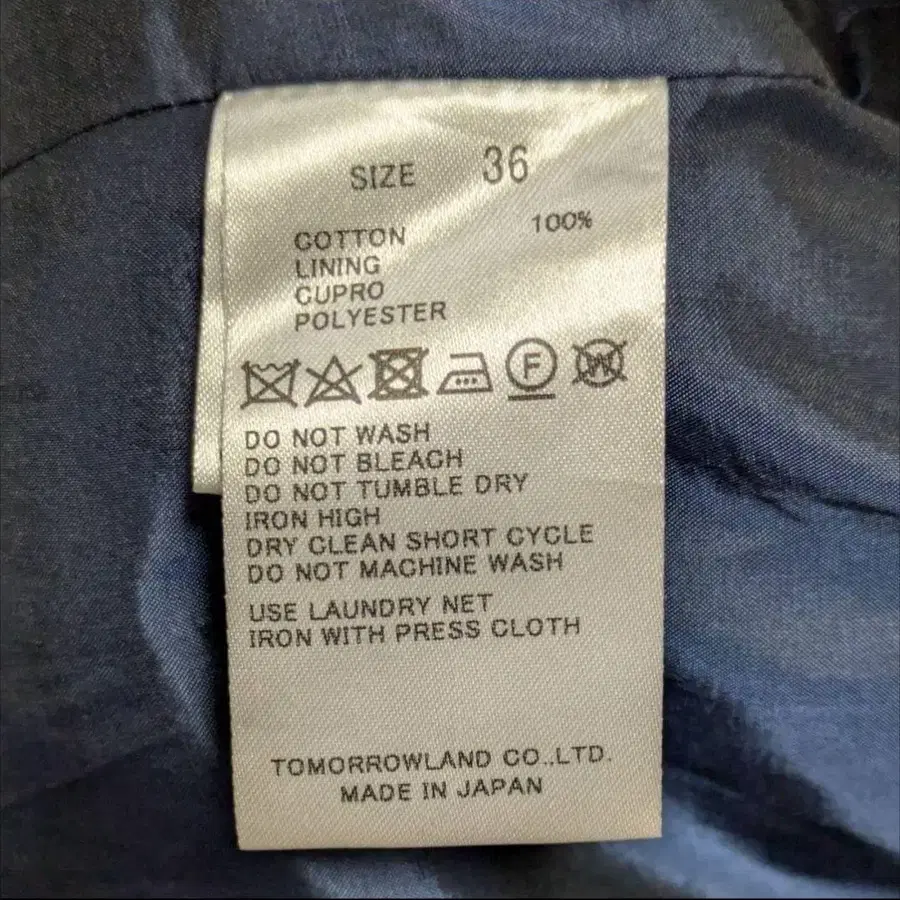 SIZE 36
COTTON 100%
LINING
CUPRO
POLYESTER
F W
DO NOT WASH
DO NOT BLEACH
DO NOT TUMBLE DRY
IRON HIGH
DRY CLEAN SHORT CYCLE
DO NOT MACHINE WASH
USE LAUNDRY NET
IRON WITH PRESS CLOTH
TOMORROWLAND CO.,LTD.
MADE IN JAPAN